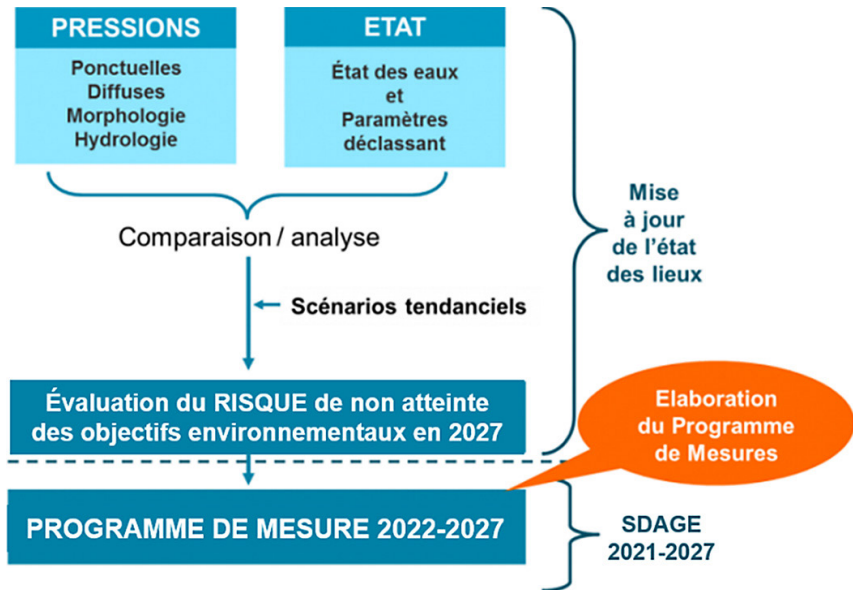 PRESSIONS
Ponctuelles
Diffuses
Morphologie
Hydrologie
ETAT
État des eaux
et
Paramètres
déclassant
Comparaison / analyse
Scénarios tendanciels
Mise
à jour
de l'état
des lieux
Évaluation du RISQUE de non atteinte
des objectifs environnementaux en 2027
Elaboration
du Programme
de Mesures
PROGRAMME DE MESURE 2022-2027
SDAGE
2021-2027